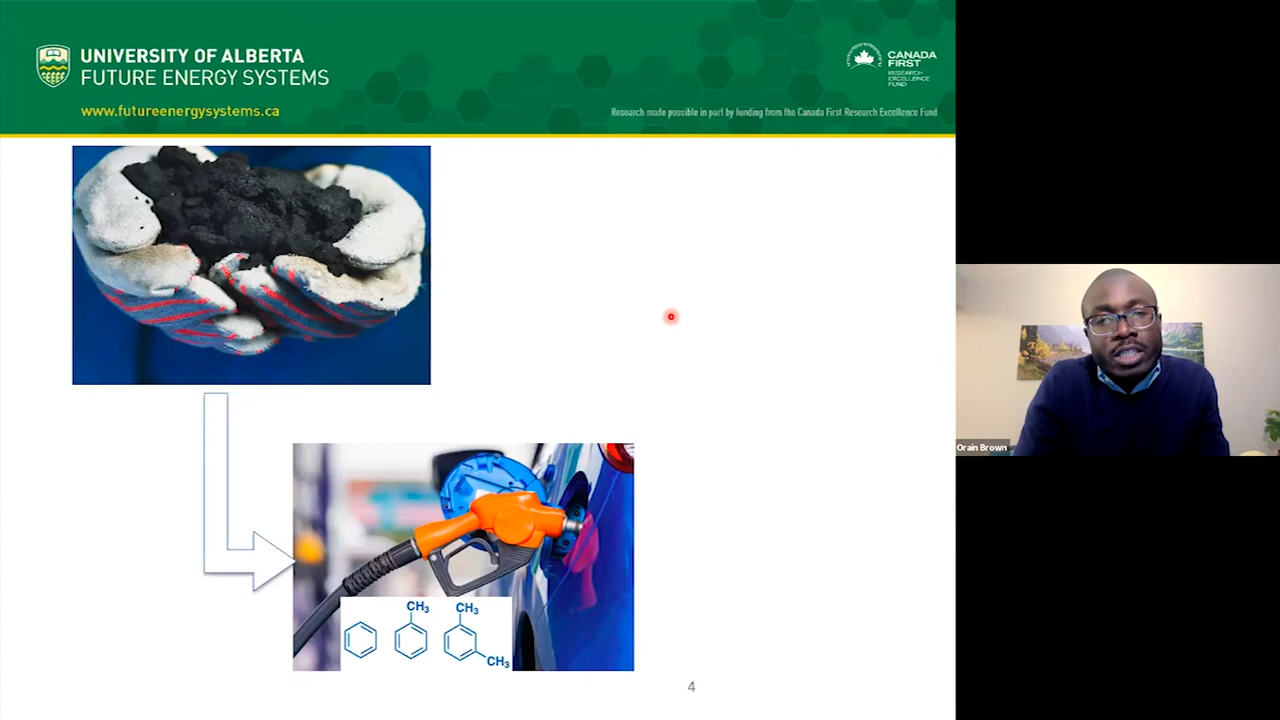 UNIVERSITY OF ALBERTA
FUTURE ENERGY SYSTEMS
www.futureenergysystems.ca
CANADA
FIRST
RESEARCH
EXCELLENCE
FUND
Research made possible in part by funding from the Canada First Research Excellence Fund
Orain Brown
CH₃
CH₃
CH₃
4